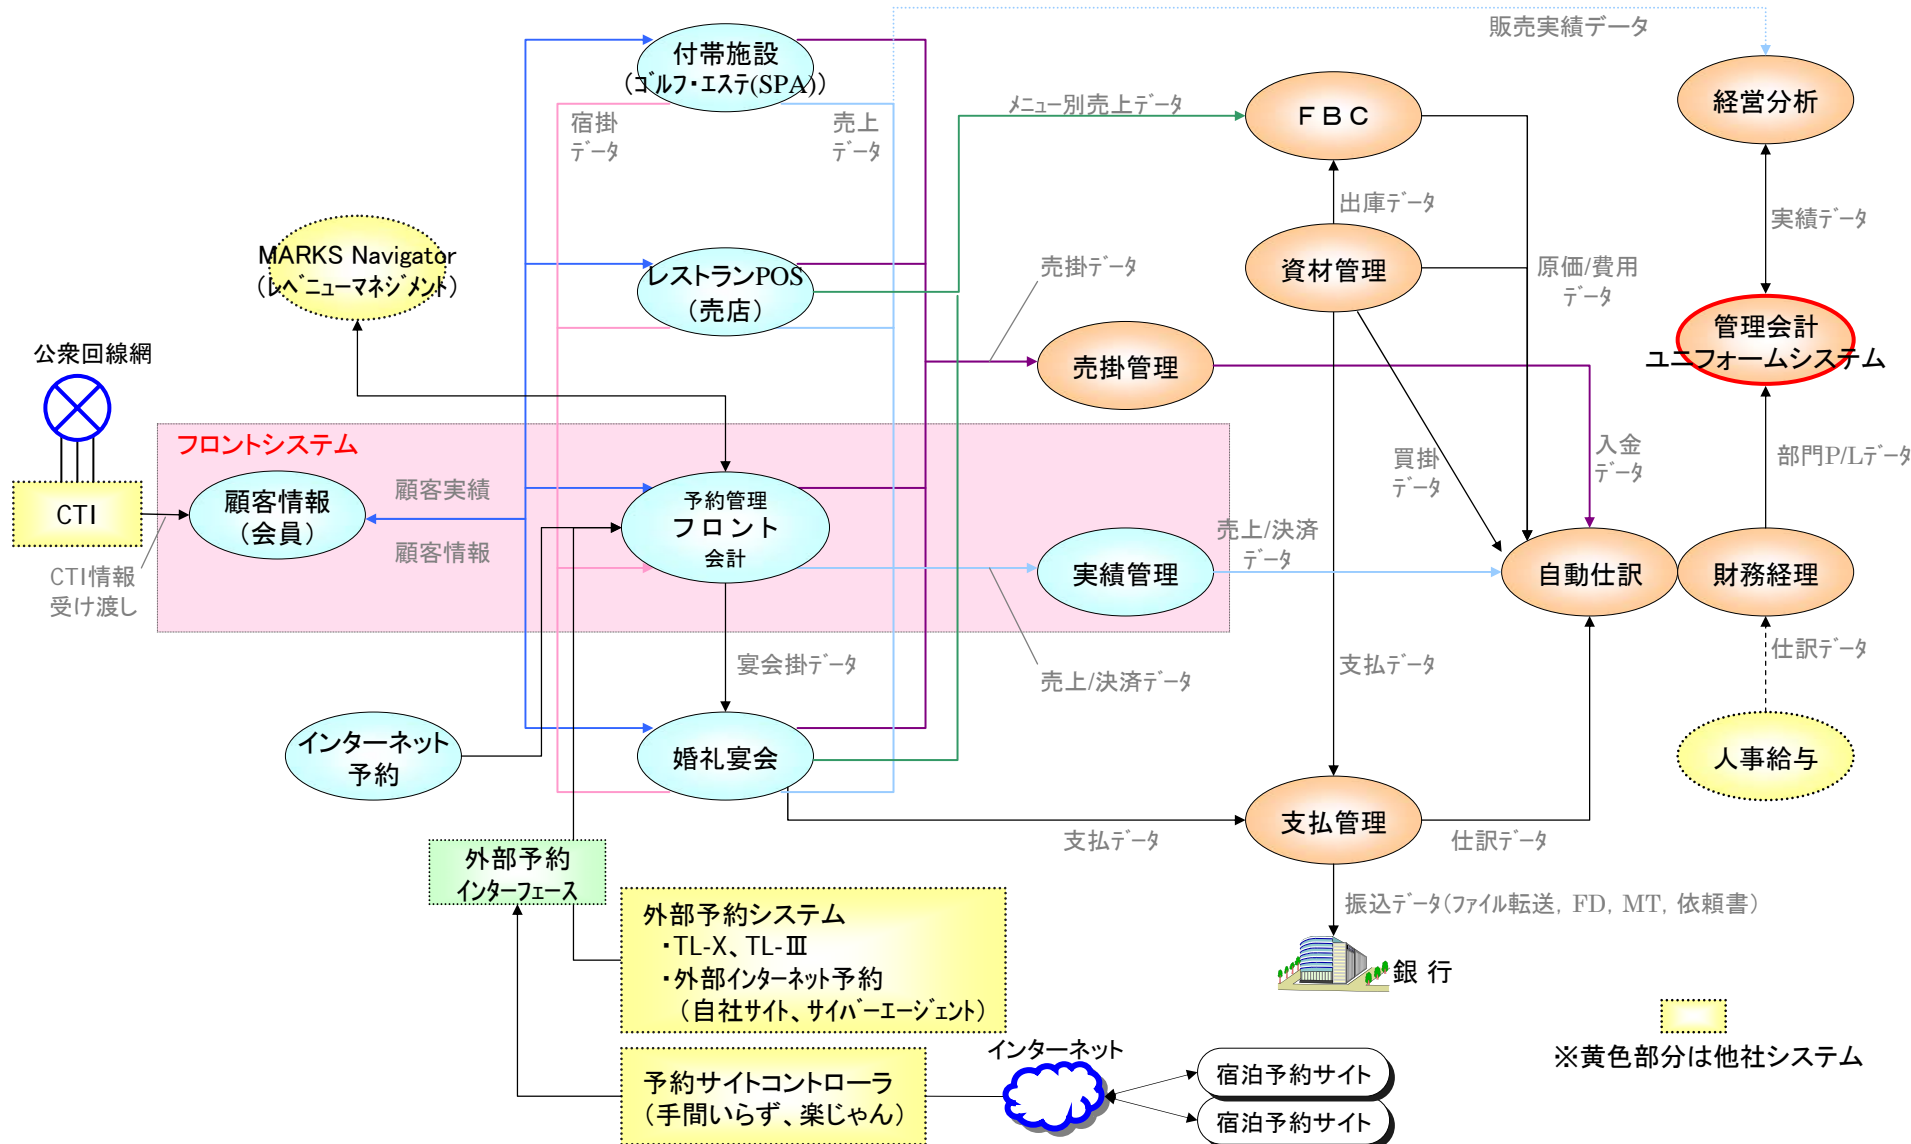 販売実績データ
付帯施設
（ゴルフ・エステ(SPA)）
経営分析
メニュー別売上データ
ＦＢＣ
宿掛
データ
売上
データ
出庫データ
実績データ
MARKS Navigator
（レベニューマネジメント）
レストランPOS
（売店）
売掛データ
資材管理
原価/費用
データ
管理会計
ユニフォームシステム
公衆回線網
売掛管理
フロントシステム
入金
データ
部門P/Lデータ
買掛
データ
CTI
顧客情報
（会員）
顧客実績
顧客情報
予約管理
フロント
会計
売上/決済
データ
実績管理
自動仕訳
財務経理
CTI情報
受け渡し
宴会掛データ
売上/決済データ
支払データ
仕訳データ
インターネット
予約
婚礼宴会
人事給与
支払データ
支払管理
仕訳データ
外部予約
インターフェース
振込データ(ファイル転送, FD, MT, 依頼書)
外部予約システム
・TL-X、TL-Ⅲ
・外部インターネット予約
（自社サイト、サイバーエージェント）
銀 行
インターネット
※黄色部分は他社システム
予約サイトコントローラ
（手間いらず、楽じゃん）
宿泊予約サイト
宿泊予約サイト